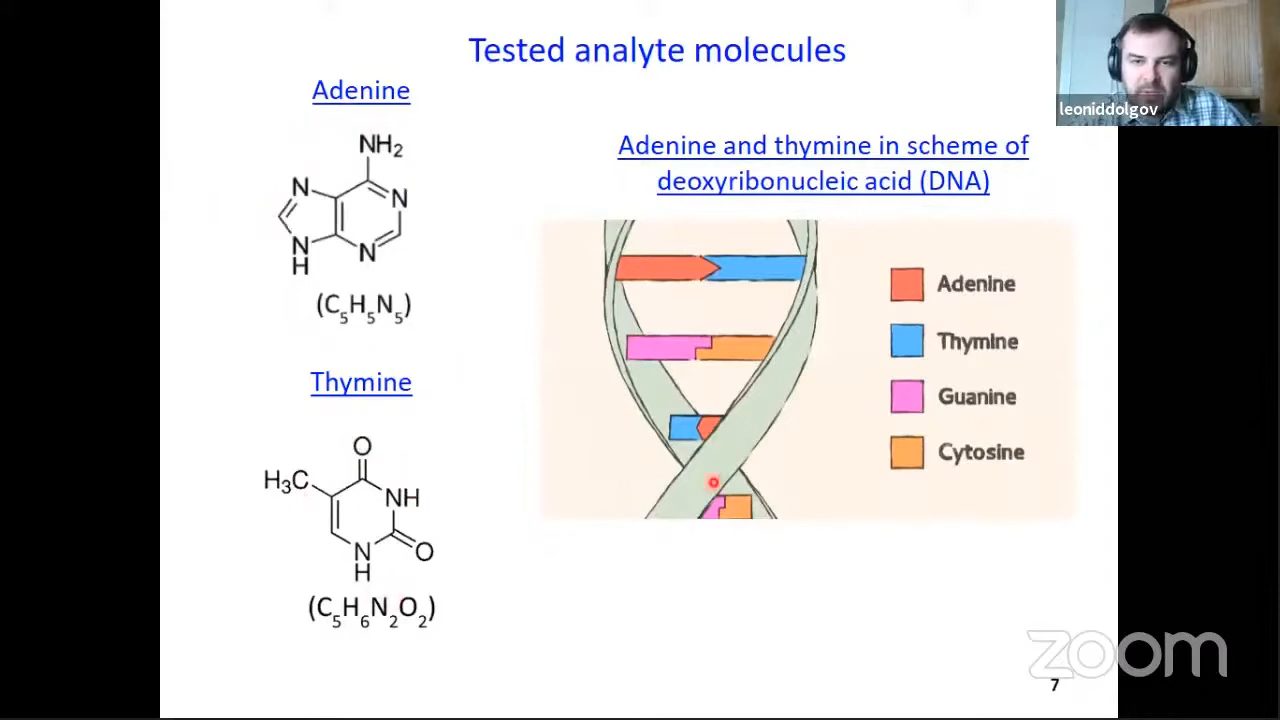 Tested analyte molecules
leoniddolgov
Adenine
NH₂
N
N
N
H
N
(C₅H₅N₅)
Thymine
O
H₃C
NH
N
H
O
(C₅H₆N₂O₂)
Adenine and thymine in scheme of
deoxyribonucleic acid (DNA)
Adenine
Thymine
Guanine
Cytosine
zoom
7